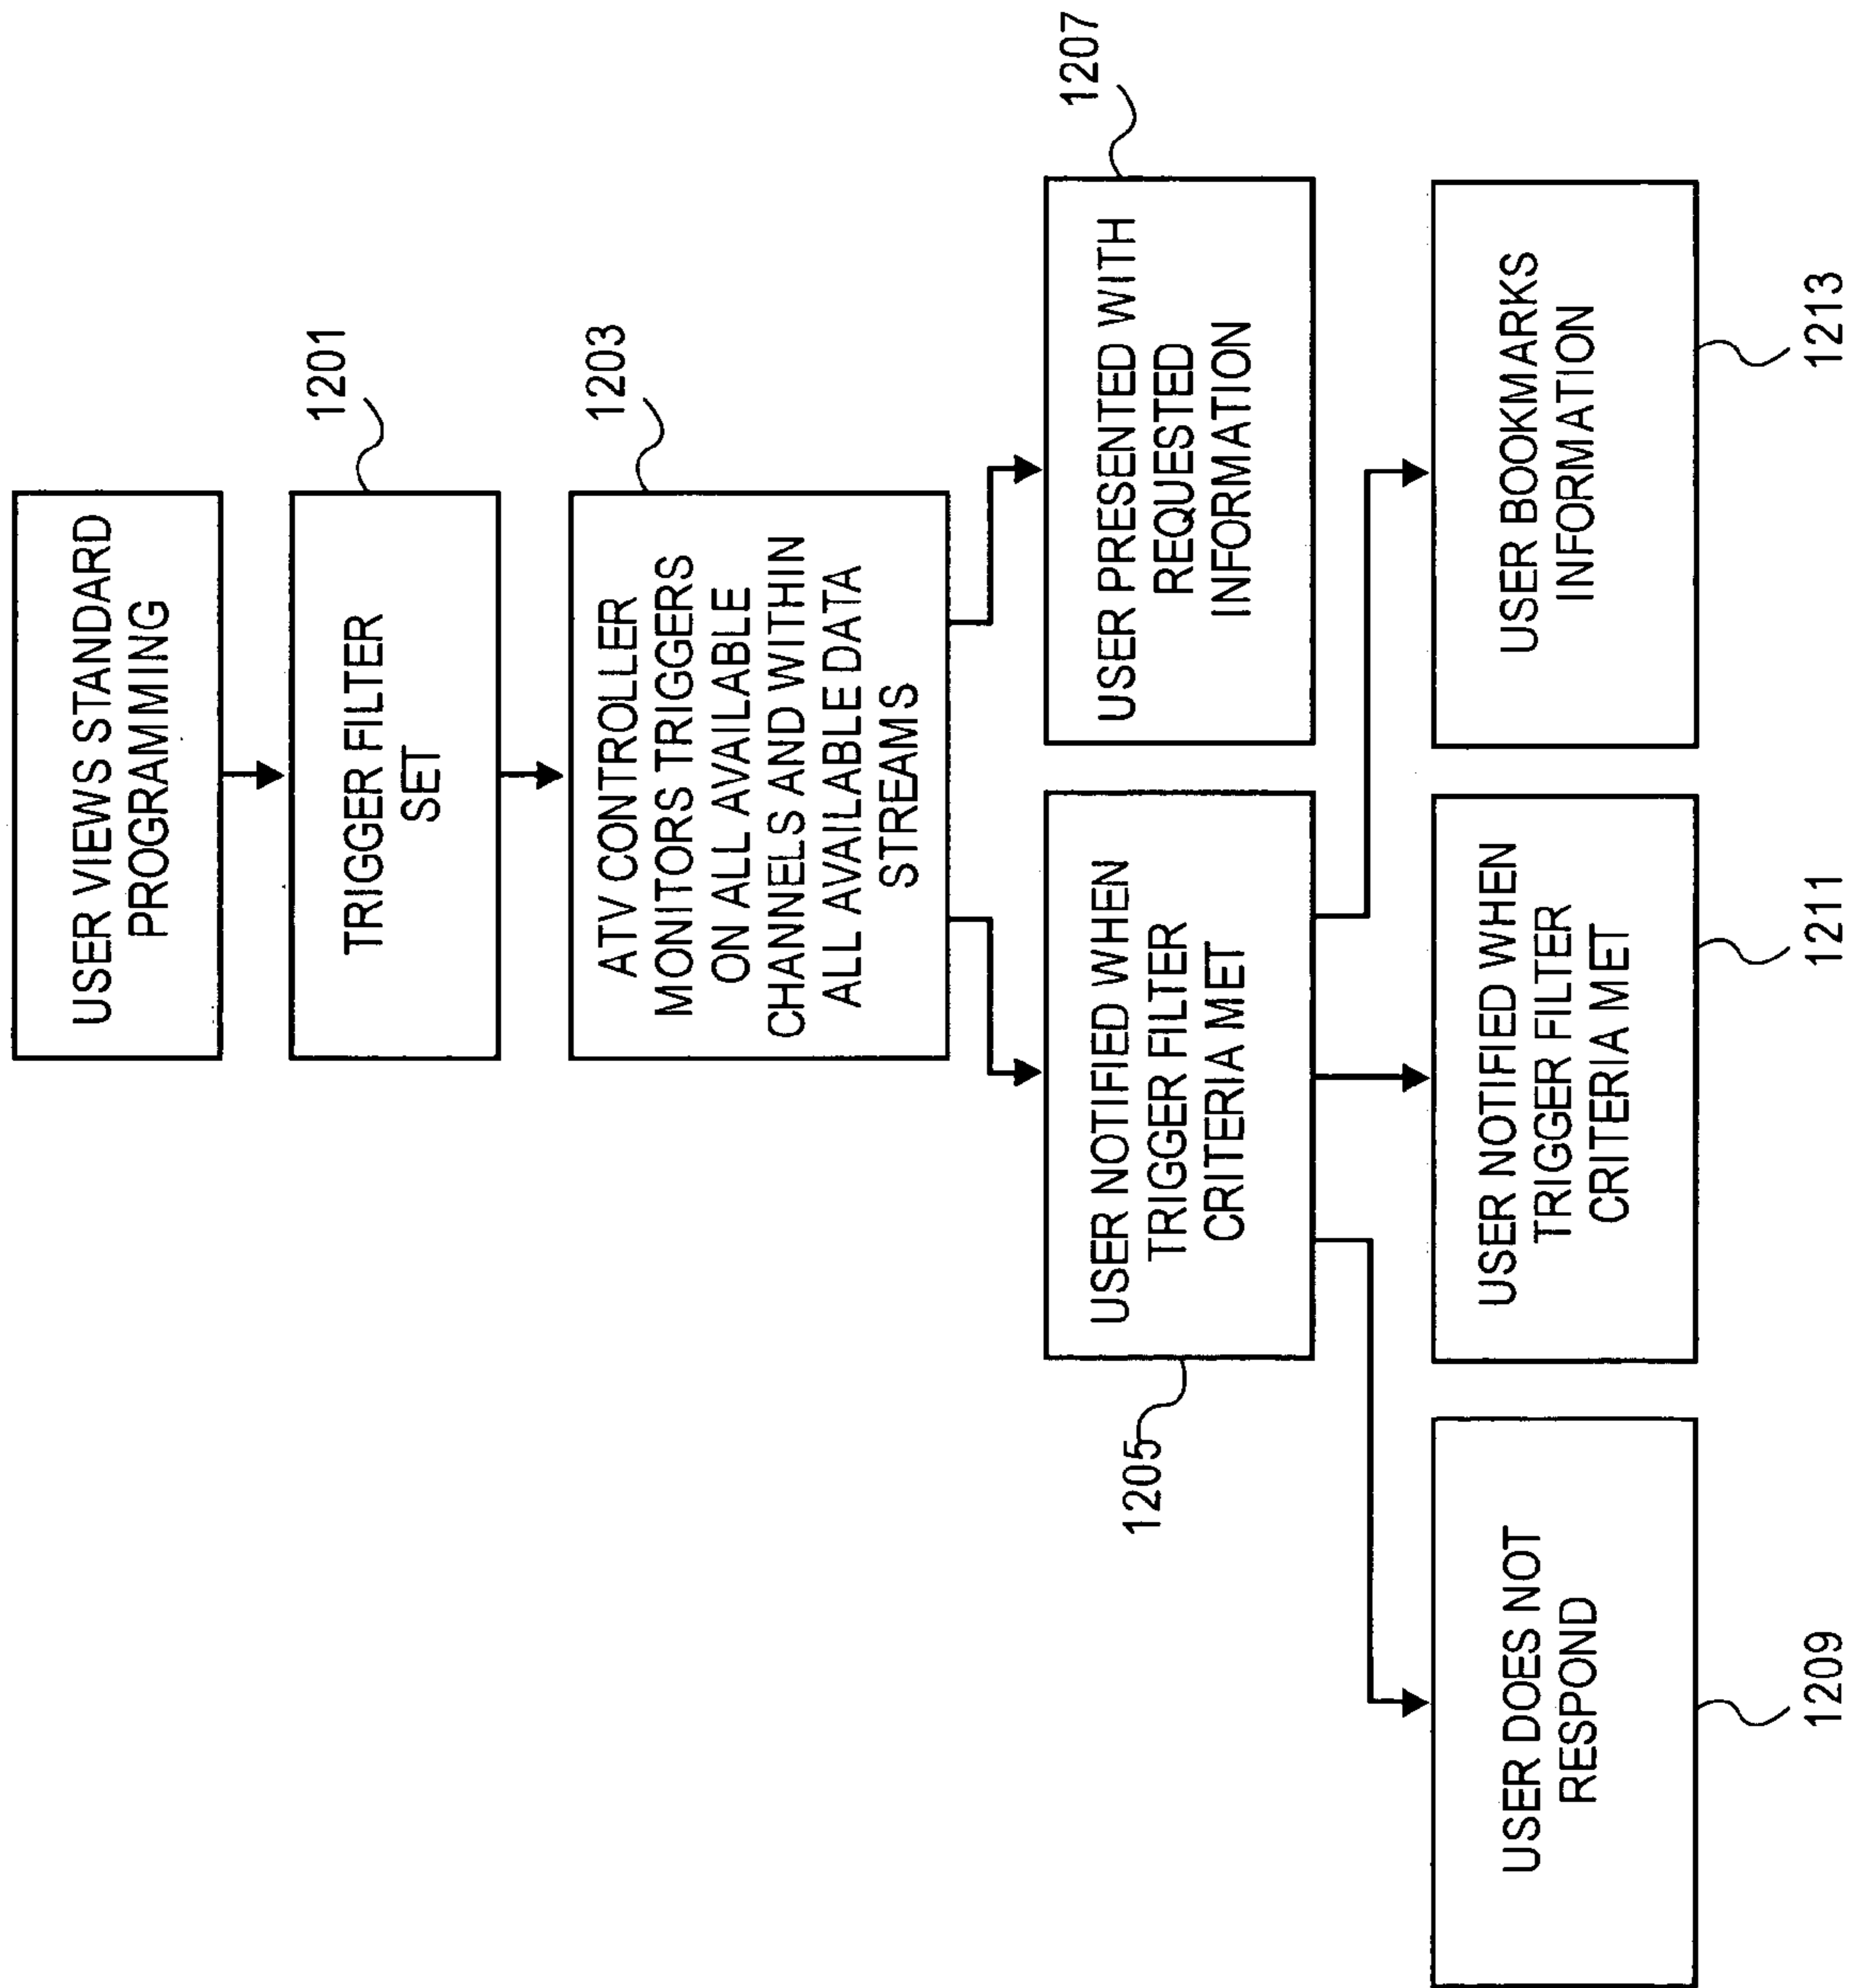 USER VIEWS STANDARD
PROGRAMMING
TRIGGER FILTER
SET
1201
ATV CONTROLLER
MONITORS TRIGGERS
ON ALL AVAILABLE
CHANNELS AND WITHIN
ALL AVAILABLE DATA
STREAMS
1203
USER NOTIFIED WHEN
TRIGGER FILTER
CRITERIA MET
1205
USER PRESENTED WITH
REQUESTED
INFORMATION
1207
USER DOES NOT
RESPOND
1209
USER NOTIFIED WHEN
TRIGGER FILTER
CRITERIA MET
1211
USER BOOKMARKS
INFORMATION
1213